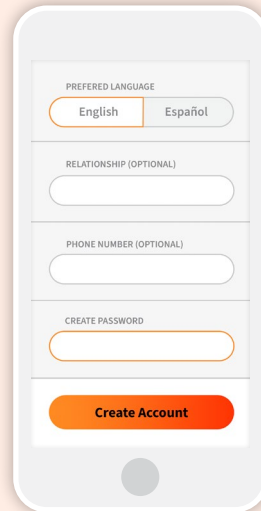 PREFERED LANGUAGE
English Español
RELATIONSHIP (OPTIONAL)
PHONE NUMBER (OPTIONAL)
CREATE PASSWORD
Create Account